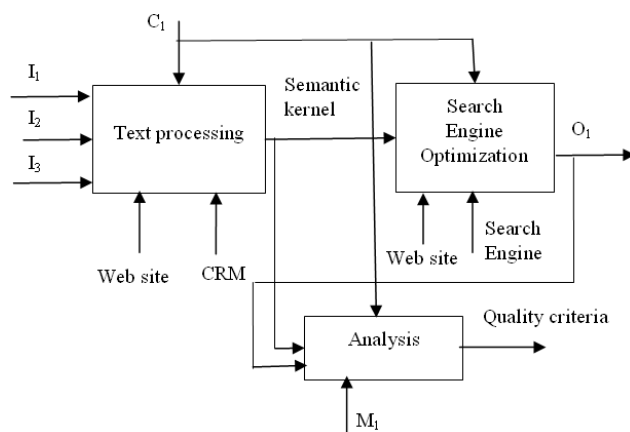 C1
I1
I2
I3
Text processing
Semantic
kernel
Search
Engine
Optimization
O1
Web site
CRM
Web site
Search
Engine
Analysis
Quality criteria
M1